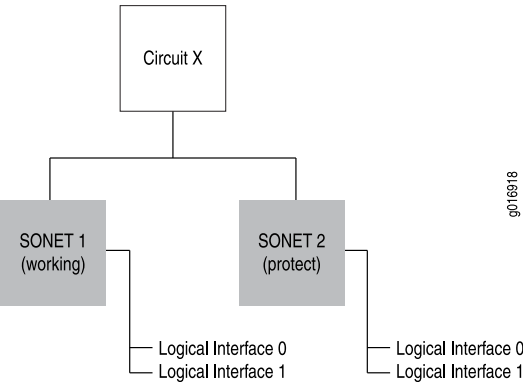 Circuit X
SONET 1
(working)
SONET 2
(protect)
Logical Interface 0
Logical Interface 1
Logical Interface 0
Logical Interface 1
g016918